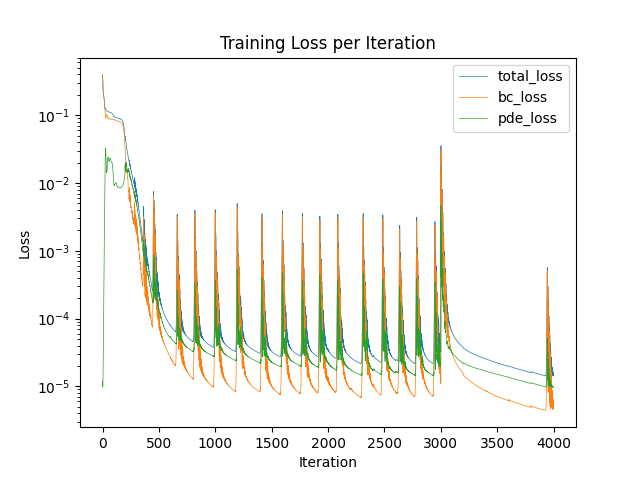 Training Loss per Iteration
total_loss
bc_loss
pde_loss
Loss
10⁻¹
10⁻²
10⁻³
10⁻⁴
10⁻⁵
0 500 1000 1500 2000 2500 3000 3500 4000
Iteration